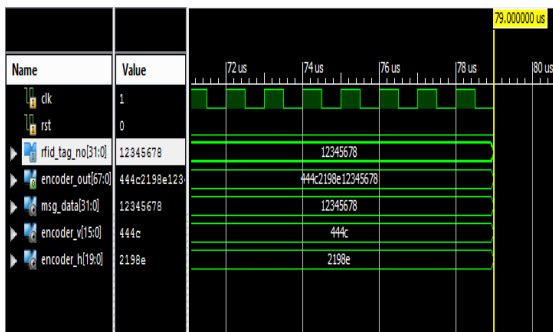 79.000000 us
Name Value 72 us 74 us 76 us 78 us 80 us
clk 1
rst 0
rfid_tag_no[31:0] 12345678 12345678
encoder_out[67:0] 444c2198e123 444c2198e12345678
msg_data[31:0] 12345678 12345678
encoder_v[15:0] 444c 444c
encoder_h[19:0] 2198e 2198e